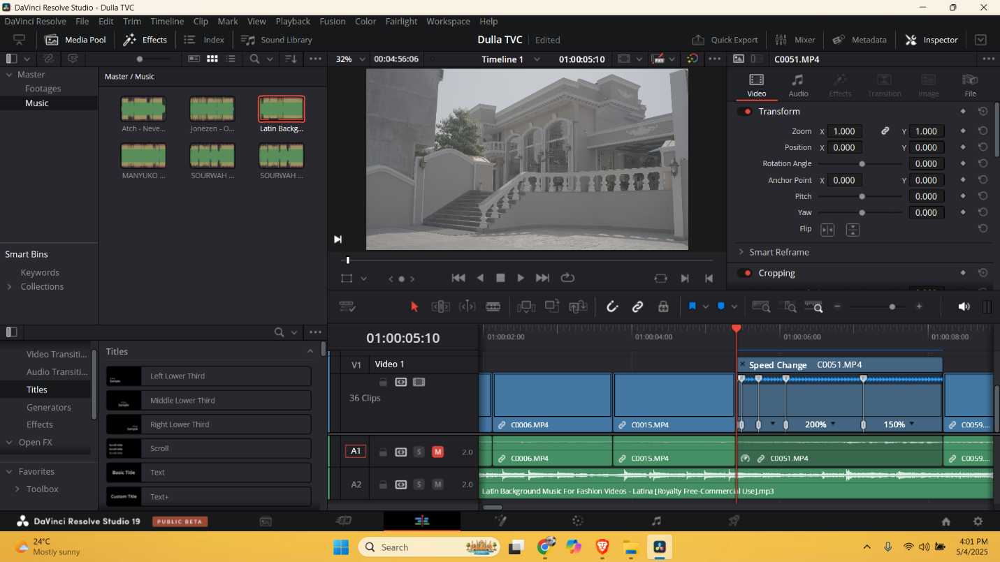 DaVinci Resolve Studio - Dulla TVC
DaVinci Resolve File Edit Trim Timeline Clip Mark View Playback Fusion Color Fairlight Workspace Help
Media Pool Effects Index Sound Library Dulla TVC Edited Quick Export Mixer Metadata Inspector
32% 00:04:56:06 Timeline 1 01:00:05:10 C0051.MP4
Master
Footages
Music
Master / Music
Atch - Neve... Jonezen - O... Latin Backg...
MANYUKO ... SOURWAH ... SOURWAH ...
Smart Bins
Keywords
Collections
Video Audio Effects Transition Image File
Transform
Zoom X 1.000 Y 1.000
Position X 0.000 Y 0.000
Rotation Angle 0.000
Anchor Point X 0.000 Y 0.000
Pitch 0.000
Yaw 0.000
Flip
Smart Reframe
Cropping
Video Transiti...
Audio Transiti...
Titles
Generators
Effects
Open FX
Favorites
Toolbox
Titles
Left Lower Third
Middle Lower Third
Right Lower Third
Scroll
Basic Title Text
Custom Title Text+
01:00:05:10
01:00:02:00 01:00:04:00 01:00:06:00 01:00:08:00
V1 Video 1
36 Clips
Speed Change C0051.MP4
200% 150%
C0006.MP4 C0015.MP4 C0059....
A1 S M 2.0
C0006.MP4 C0015.MP4 C0051.MP4 C0059....
A2 S M 2.0
Latin Background Music For Fashion Videos - Latina [Royalty Free-Commercial Use].mp3
DaVinci Resolve Studio 19 PUBLIC BETA
24°C
Mostly sunny
Search
4:01 PM
5/4/2025